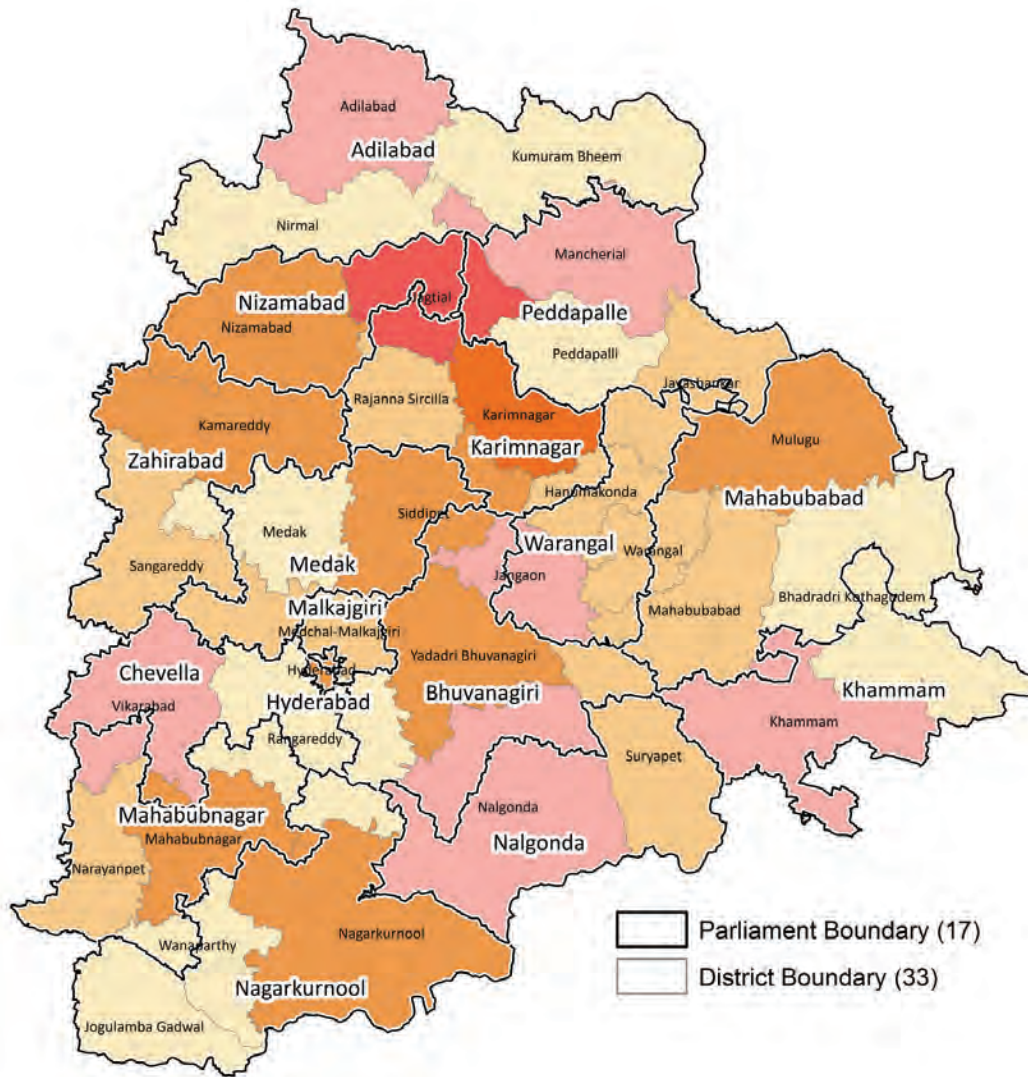 Adilabad
Adilabad
Kumuram Bheem
Nirmal
Mancherial
Nizamabad
Nizamabad
Jagtial
Peddapalle
Peddapalli
Jayashankar
Rajanna Sircilla
Kamareddy
Karimnagar
Karimnagar
Mulugu
Zahirabad
Hanumakonda
Mahabubabad
Siddipet
Medak
Medak
Warangal
Warangal
Sangareddy
Jangaon
Bhadradri Kothagudem
Malkajgiri
Mahabubabad
Medchal-Malkajgiri
Yadadri Bhuvanagiri
Hyderabad
Chevella
Bhuvanagiri
Khammam
Hyderabad
Vikarabad
Khammam
Rangareddy
Suryapet
Nalgonda
Mahabubnagar
Mahabubnagar
Nalgonda
Narayanpet
Nagarkurnool
Wanaparthy
Nagarkurnool
Jogulamba Gadwal
Parliament Boundary (17)
District Boundary (33)